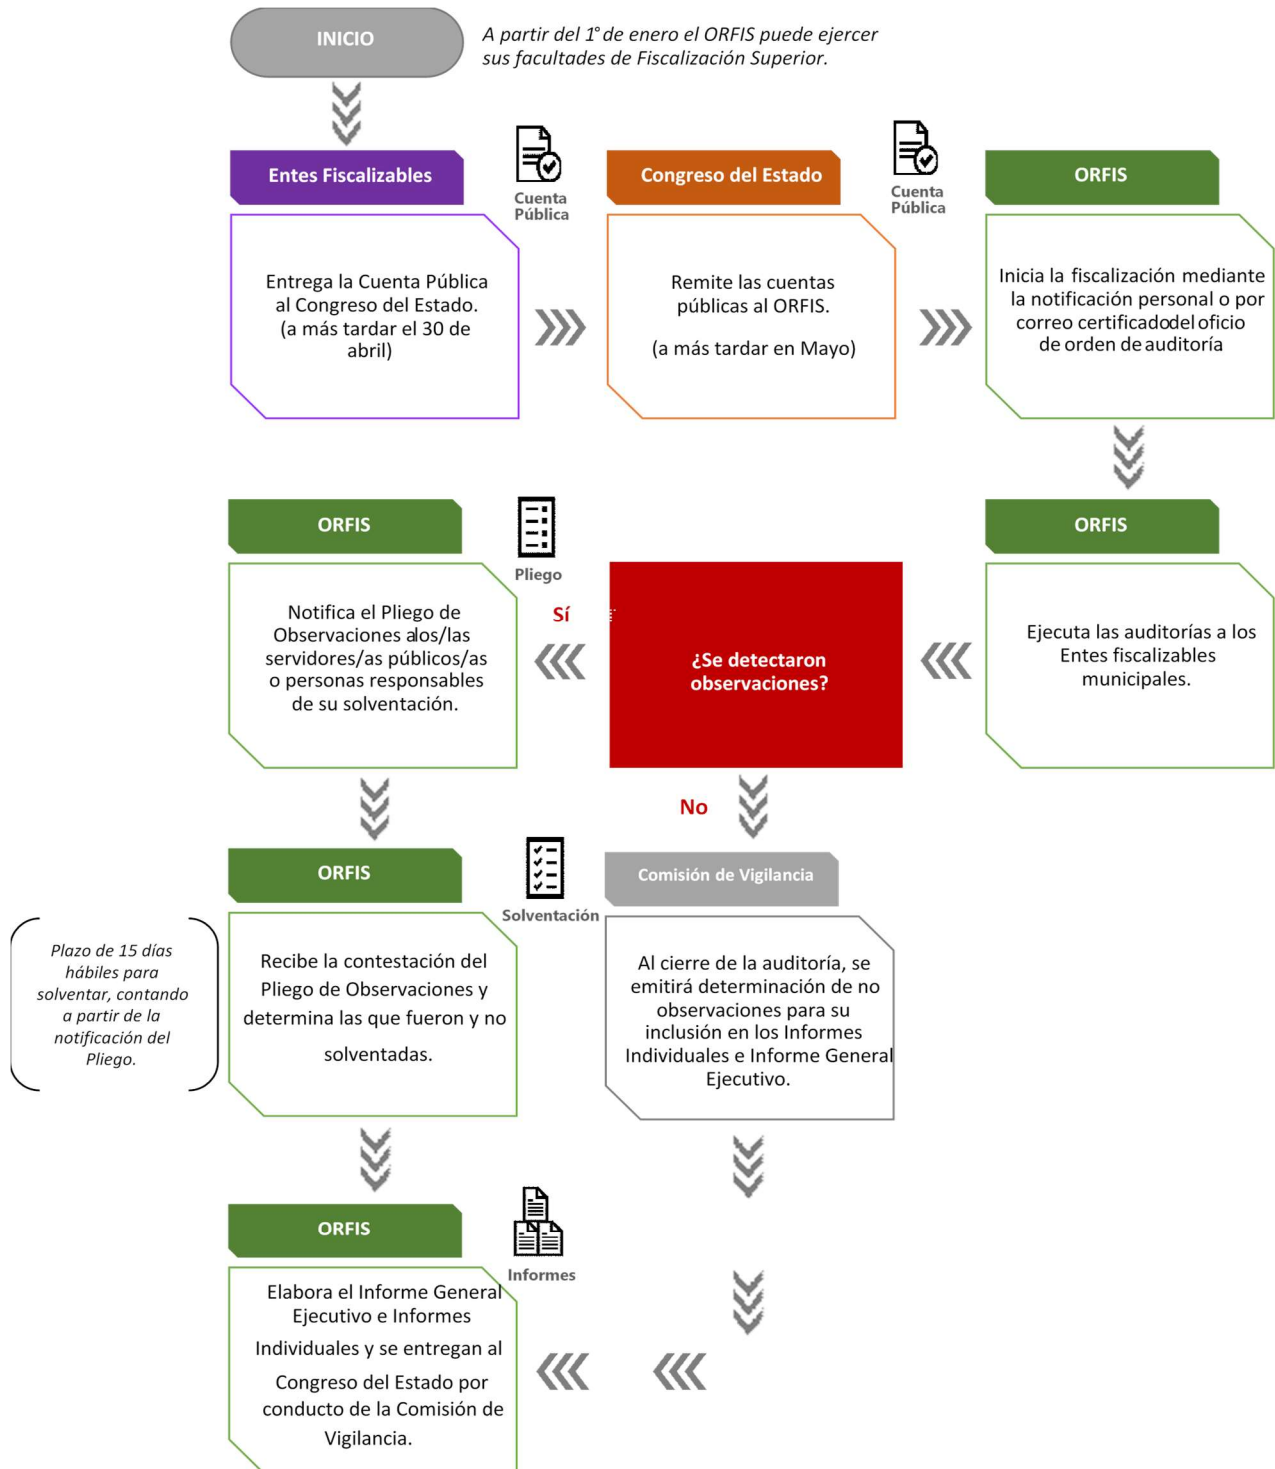 INICIO
A partir del 1° de enero el ORFIS puede ejercer
sus facultades de Fiscalización Superior.
Entes Fiscalizables
Cuenta
Pública
Congreso del Estado
Cuenta
Pública
ORFIS
Entrega la Cuenta Pública
al Congreso del Estado.
(a más tardar el 30 de
abril)
Remite las cuentas
públicas al ORFIS.
(a más tardar en Mayo)
Inicia la fiscalización mediante
la notificación personal o por
correo certificadodel oficio
de orden de auditoría
ORFIS
Pliego
ORFIS
Notifica el Pliego de
Observaciones alos/las
servidores/as públicos/as
o personas responsables
de su solventación.
Sí
¿Se detectaron
observaciones?
Ejecuta las auditorías a los
Entes fiscalizables
municipales.
No
ORFIS
Solventación
Comisión de Vigilancia
Plazo de 15 días
hábiles para
solventar, contando
a partir de la
notificación del
Pliego.
Recibe la contestación del
Pliego de Observaciones y
determina las que fueron y no
solventadas.
Al cierre de la auditoría, se
emitirá determinación de no
observaciones para su
inclusión en los Informes
Individuales e Informe General
Ejecutivo.
ORFIS
Informes
Elabora el Informe General
Ejecutivo e Informes
Individuales y se entregan al
Congreso del Estado por
conducto de la Comisión de
Vigilancia.